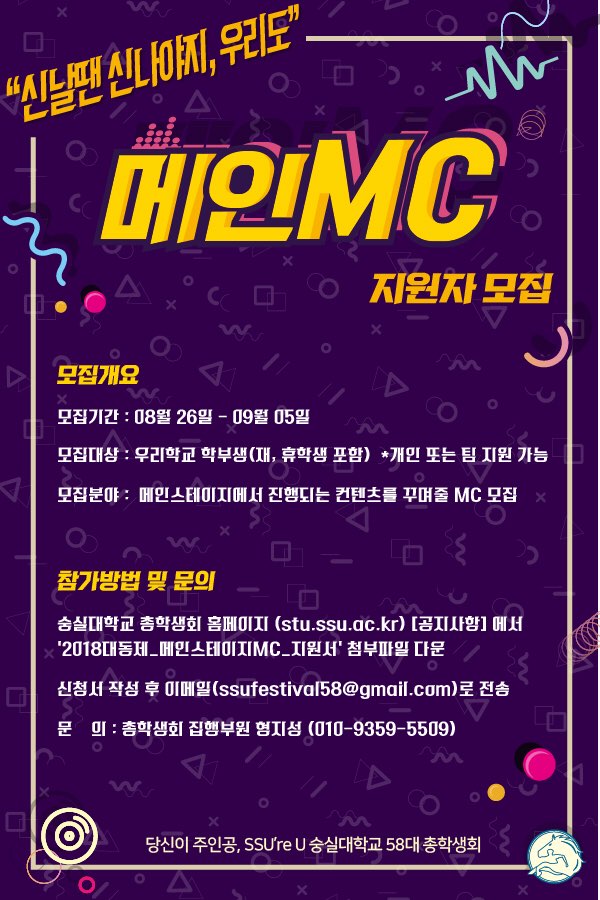 “신날땐 신나야지, 우리도”
메인MC
지원자 모집
모집개요
모집기간 : 08월 26일 - 09월 05일
모집대상 : 우리학교 학부생(재, 휴학생 포함) *개인 또는 팀 지원 가능
모집분야 : 메인스테이지에서 진행되는 컨텐츠를 꾸며줄 MC 모집
참가방법 및 문의
숭실대학교 총학생회 홈페이지 (stu.ssu.ac.kr) [공지사항] 에서
'2018대동제_메인스테이지MC_지원서' 첨부파일 다운
신청서 작성 후 이메일(ssufestival58@gmail.com)로 전송
문 의 : 총학생회 집행부원 형지성 (010-9359-5509)
당신이 주인공, SSU’re U 숭실대학교 58대 총학생회